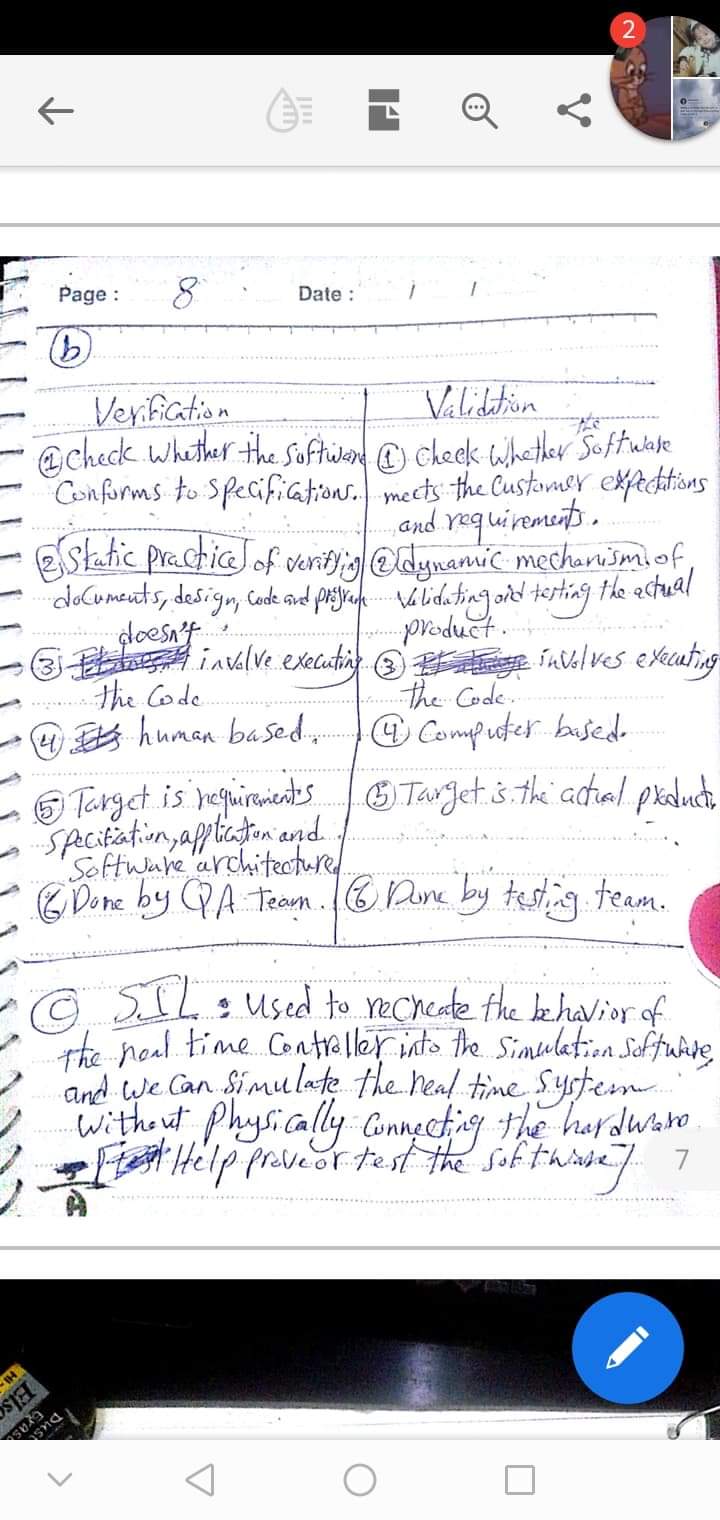 2
Page : 8 Date : / /
(b)
Verification
① Check whether the software
Conforms to Specifications.
② Static practice of verifying
documents, design, code and program
doesn't
③ involve executing
the Code
④ human based.
⑤ Target is requirements
specification, application and
Software architecture
⑥ Done by QA Team.
Validation
the
① Check whether Software
meets the Customer expectations
and requirements.
② dynamic mechanism of
Validating and testing the actual
product.
③ involves executing
the Code.
④ Computer based.
⑤ Target is the actual product.
⑥ Done by testing team.
(C) SIL : Used to recreate the behavior of
the real time Controller into the Simulation Software,
and we Can Simulate the real time System
without Physically Connecting the hardware
[Help prove or test the Software]
7